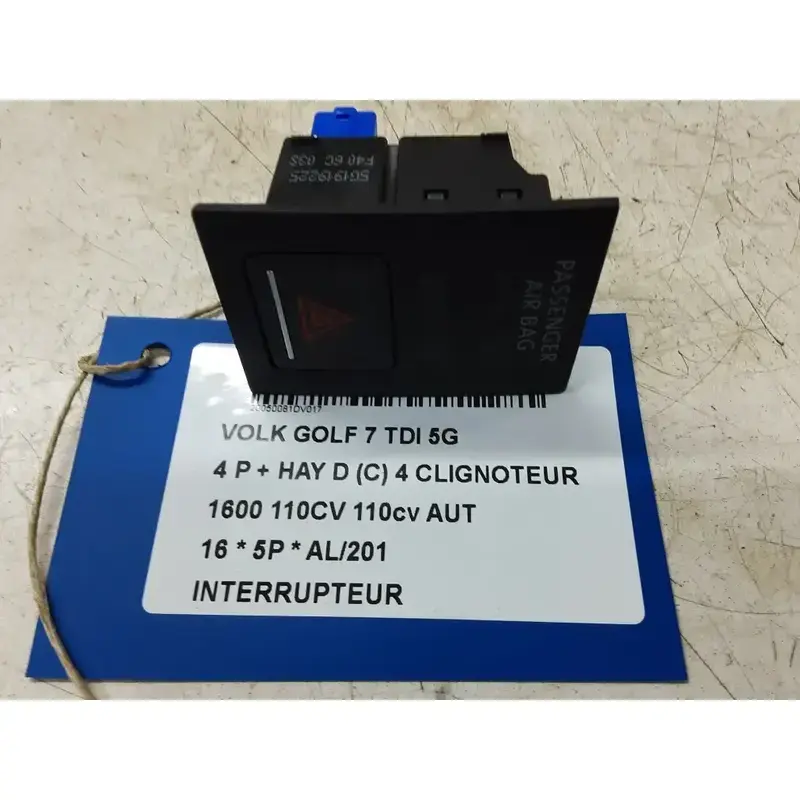 5G1919225
F40 6C 03S
PASSENGER
AIR BAG
VOLK GOLF 7 TDI 5G
4 P + HAY D (C) 4 CLIGNOTEUR
1600 110CV 110cv AUT
16 * 5P * AL/201
INTERRUPTEUR